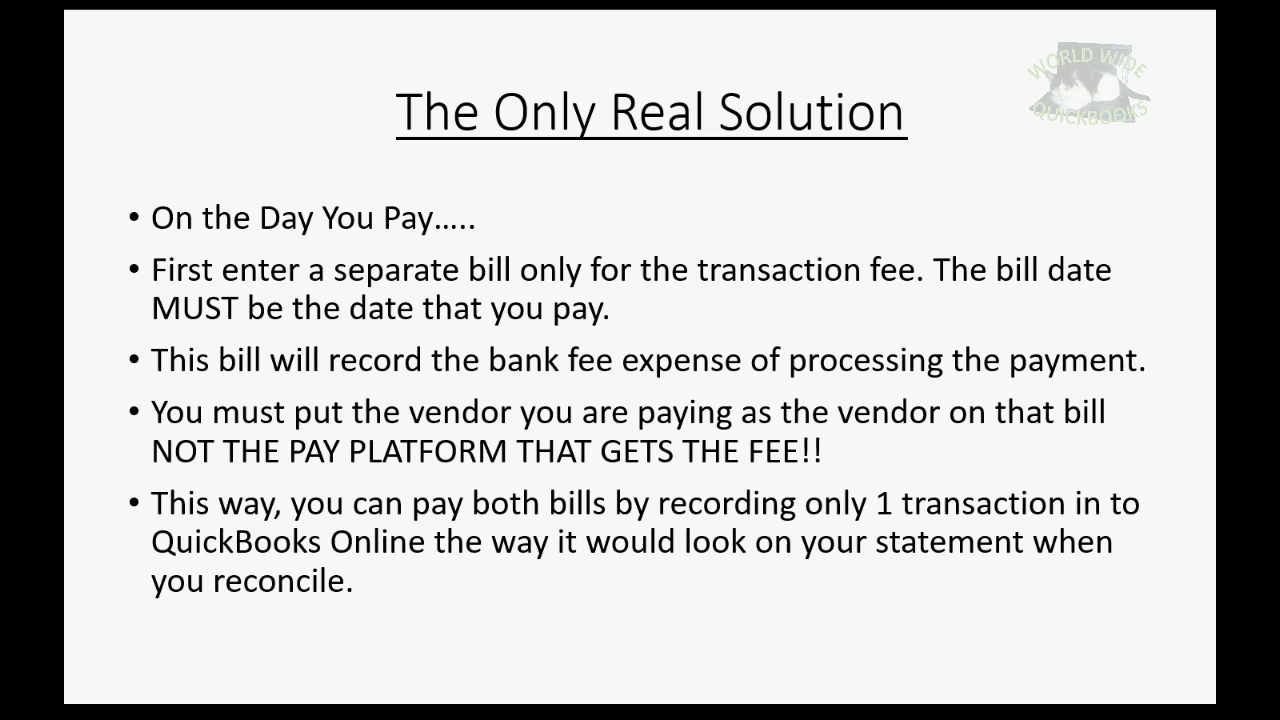 WORLD WIDE
QUICKBOOKS
The Only Real Solution
• On the Day You Pay.....
• First enter a separate bill only for the transaction fee. The bill date
MUST be the date that you pay.
• This bill will record the bank fee expense of processing the payment.
• You must put the vendor you are paying as the vendor on that bill
NOT THE PAY PLATFORM THAT GETS THE FEE!!
• This way, you can pay both bills by recording only 1 transaction in to
QuickBooks Online the way it would look on your statement when
you reconcile.